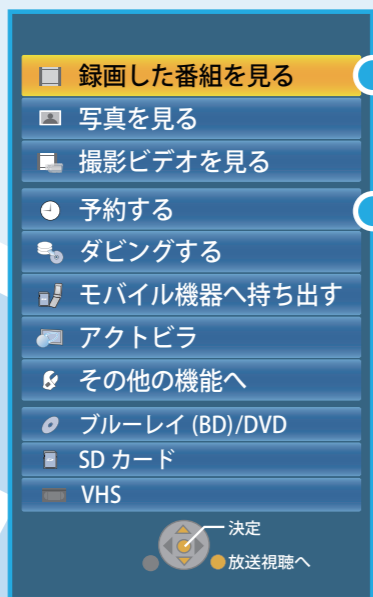 録画した番組を見る
写真を見る
撮影ビデオを見る
予約する
ダビングする
モバイル機器へ持ち出す
アクトビラ
その他の機能へ
ブルーレイ (BD)/DVD
SD カード
VHS
決定
放送視聴へ